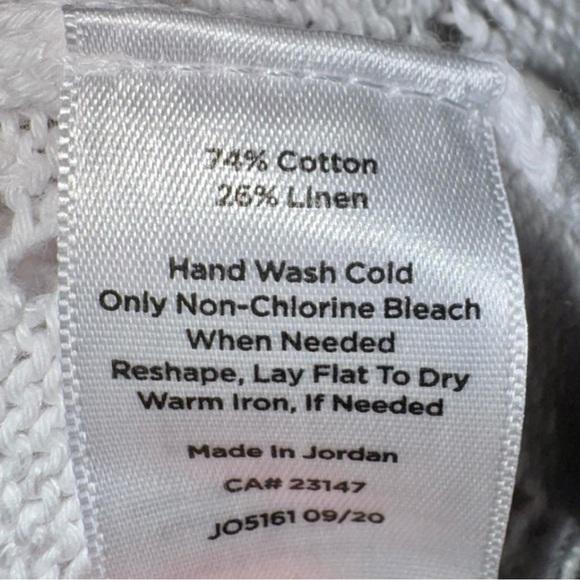 74% Cotton
26% Linen
Hand Wash Cold
Only Non-Chlorine Bleach
When Needed
Reshape, Lay Flat To Dry
Warm Iron, If Needed
Made In Jordan
CA# 23147
JO5161 09/20